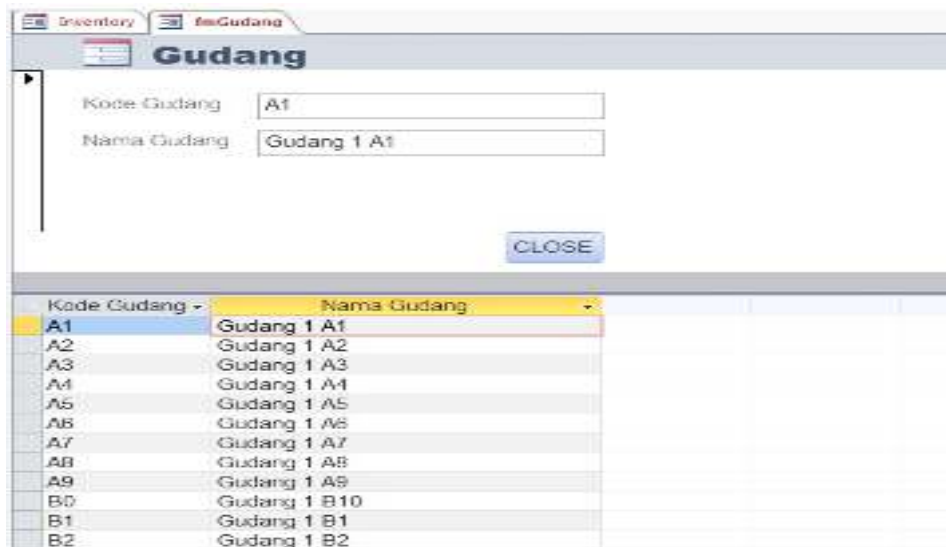 Inventory fmGudang
Gudang
Kode Gudang A1
Nama Gudang Gudang 1 A1
CLOSE
Kode Gudang Nama Gudang
A1 Gudang 1 A1
A2 Gudang 1 A2
A3 Gudang 1 A3
A4 Gudang 1 A4
A5 Gudang 1 A5
A6 Gudang 1 A6
A7 Gudang 1 A7
A8 Gudang 1 A8
A9 Gudang 1 A9
B0 Gudang 1 B10
B1 Gudang 1 B1
B2 Gudang 1 B2